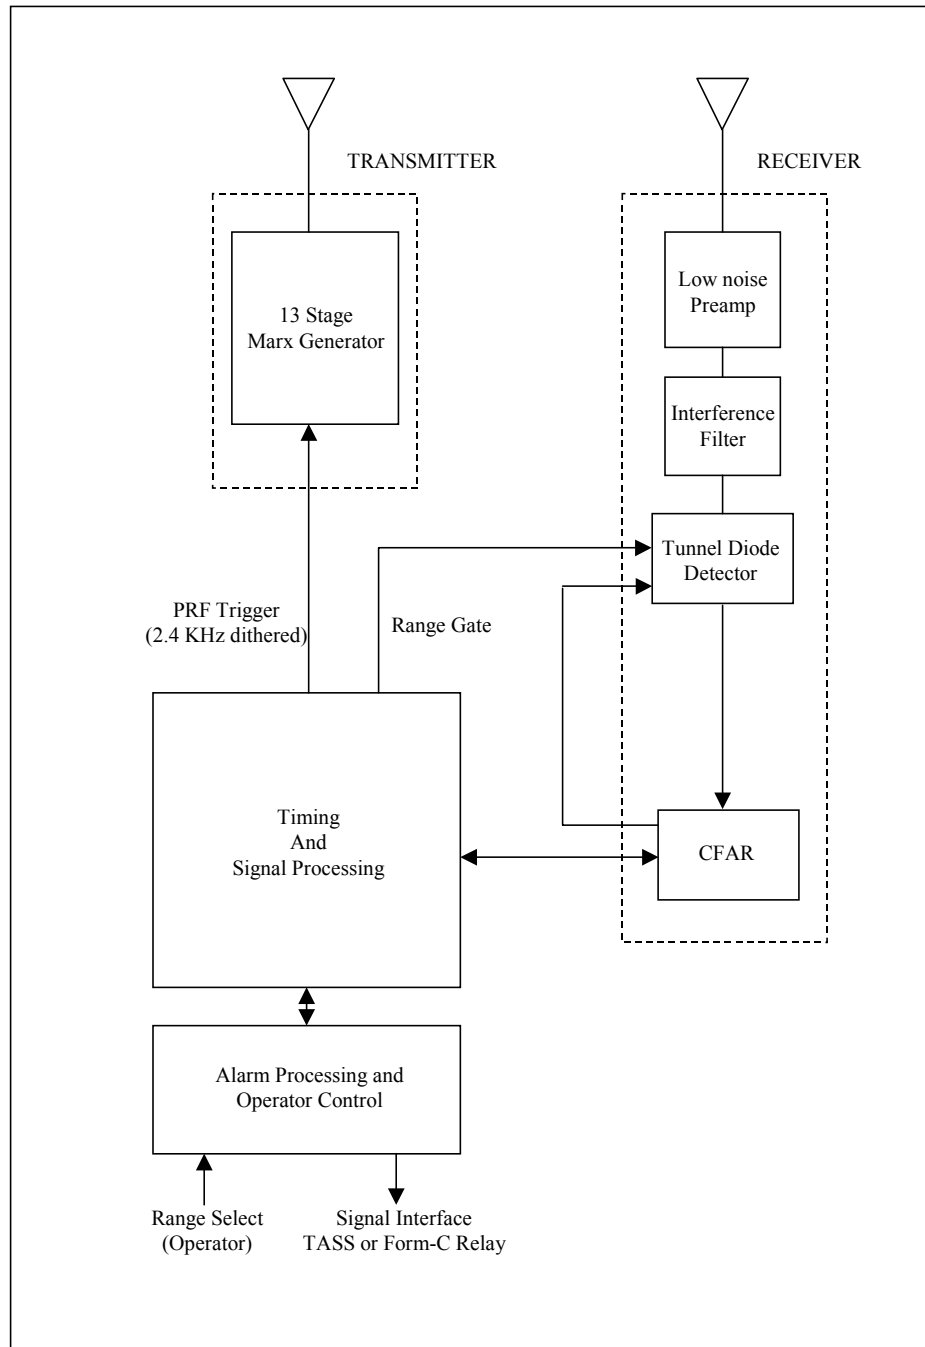 TRANSMITTER
RECEIVER
13 Stage
Marx Generator
Low noise
Preamp
Interference
Filter
Tunnel Diode
Detector
PRF Trigger
(2.4 KHz dithered)
Range Gate
Timing
And
Signal Processing
CFAR
Alarm Processing and
Operator Control
Range Select
(Operator)
Signal Interface
TASS or Form-C Relay